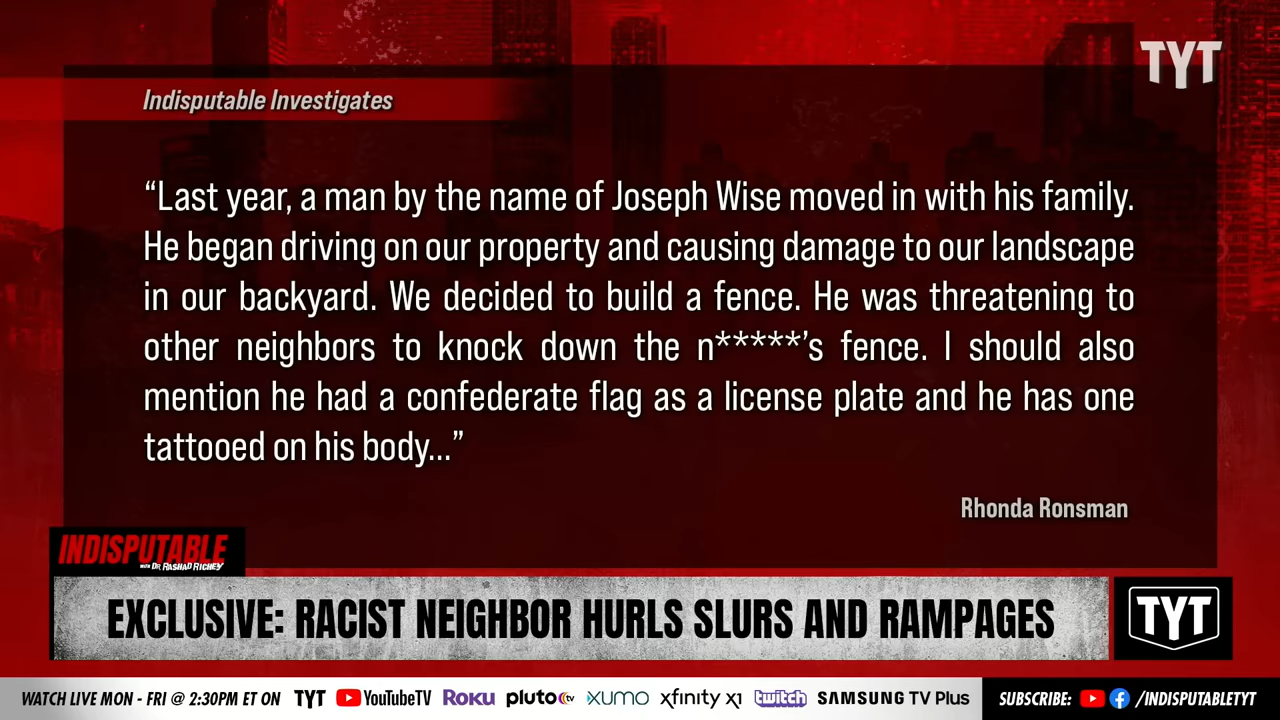 TYT
Indisputable Investigates
“Last year, a man by the name of Joseph Wise moved in with his family.
He began driving on our property and causing damage to our landscape
in our backyard. We decided to build a fence. He was threatening to
other neighbors to knock down the n*****’s fence. I should also
mention he had a confederate flag as a license plate and he has one
tattooed on his body...”
Rhonda Ronsman
INDISPUTABLE
WITH DR. RASHAD RICHEY
EXCLUSIVE: RACIST NEIGHBOR HURLS SLURS AND RAMPAGES
TYT
WATCH LIVE MON - FRI @ 2:30PM ET ON TYT YouTubeTV ROKU pluto tv xumo xfinity x1 twitch SAMSUNG TV Plus SUBSCRIBE: /INDISPUTABLETYT